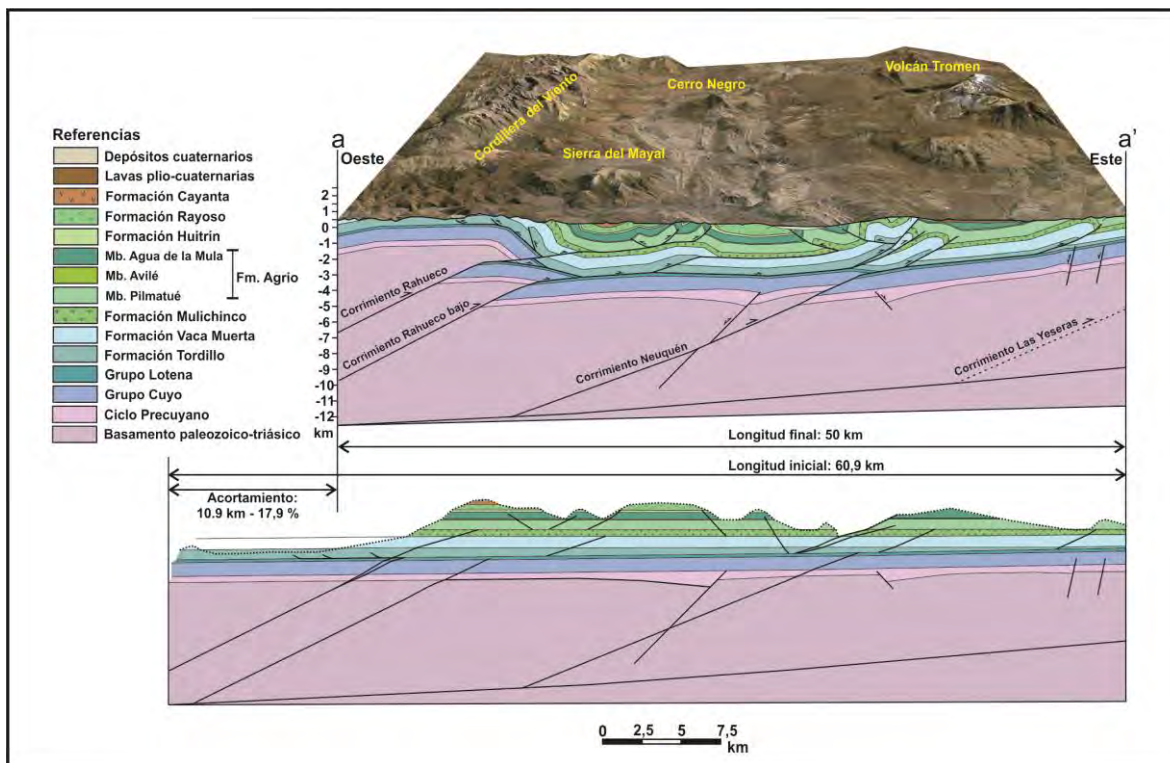 Volcán Tromen
Cerro Negro
Cordillera del Viento
Sierra del Mayal
a
a'
Oeste
Este
Referencias
Depósitos cuaternarios
Lavas plio-cuaternarias
Formación Cayanta
Formación Rayoso
Formación Huitrin
Mb. Agua de la Mula
Mb. Avilé
Fm. Agrio
Mb. Pilmatué
Formación Mulichinco
Formación Vaca Muerta
Formación Tordillo
Grupo Lotena
Grupo Cuyo
Ciclo Precuyano
Basamento paleozoico-triásico
2
1
0
-1
-2
-3
-4
-5
-6
-7
-8
-9
-10
-11
-12
km
Corrimiento Rahueco
Corrimiento Rahueco bajo
Corrimiento Neuquén
Corrimiento Las Yeseras
Longitud final: 50 km
Longitud inicial: 60,9 km
Acortamiento:
10.9 km - 17,9 %
0 2,5 5 7,5
km